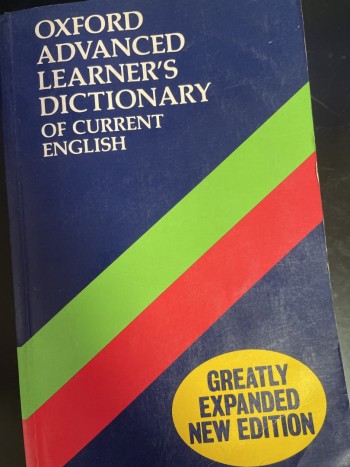 OXFORD
ADVANCED
LEARNER'S
DICTIONARY
OF CURRENT
ENGLISH
GREATLY
EXPANDED
NEW EDITION